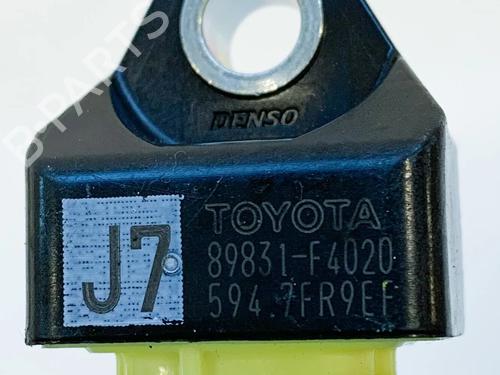 B-PARTS
DENSO
J7
TOYOTA
89831-F4020
594.7FR9EF